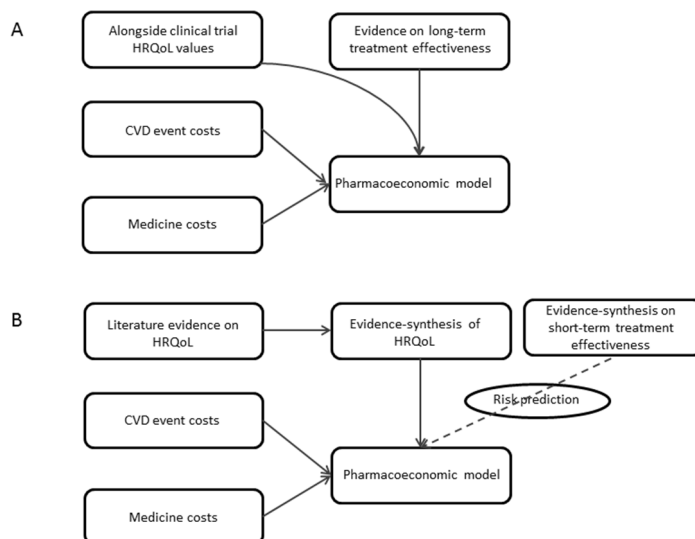 A
Alongside clinical trial
HRQoL values
Evidence on long-term
treatment effectiveness
CVD event costs
Pharmacoeconomic model
Medicine costs
B
Literature evidence on
HRQoL
Evidence-synthesis of
HRQoL
Evidence-synthesis on
short-term treatment
effectiveness
CVD event costs
Risk prediction
Pharmacoeconomic model
Medicine costs